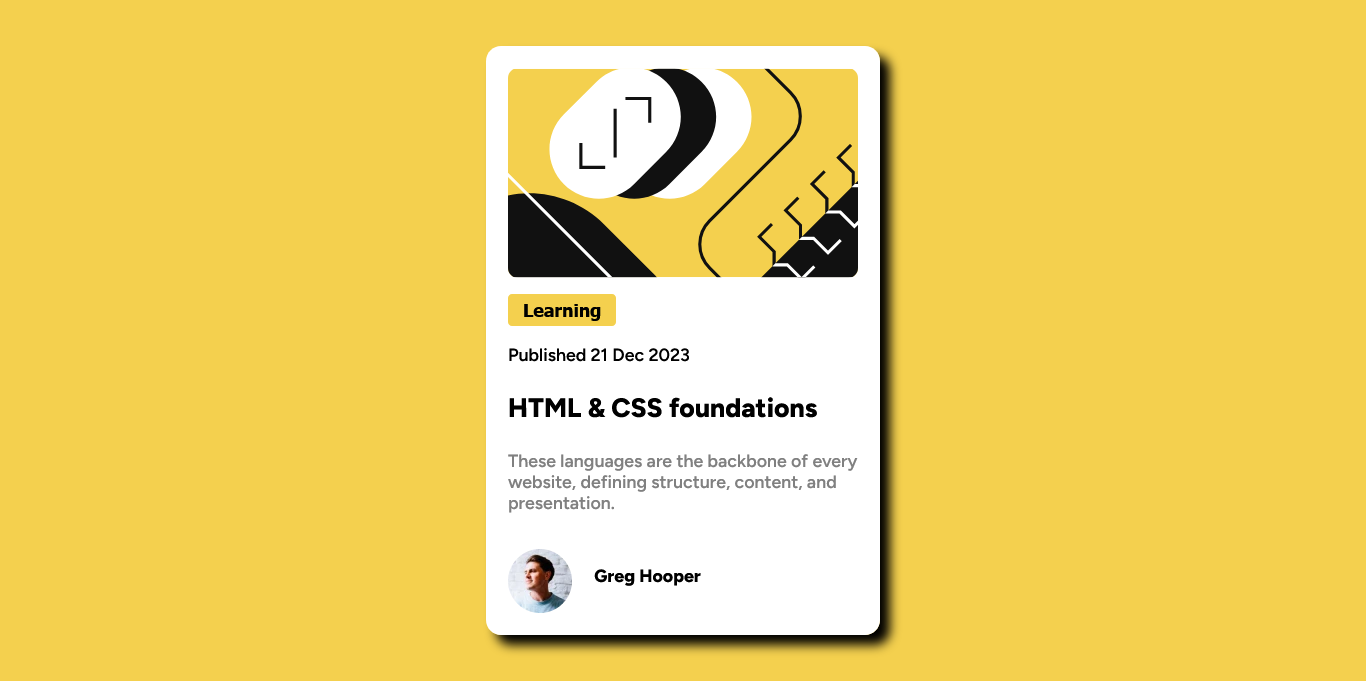 Learning
Published 21 Dec 2023
HTML & CSS foundations
These languages are the backbone of every
website, defining structure, content, and
presentation.
Greg Hooper